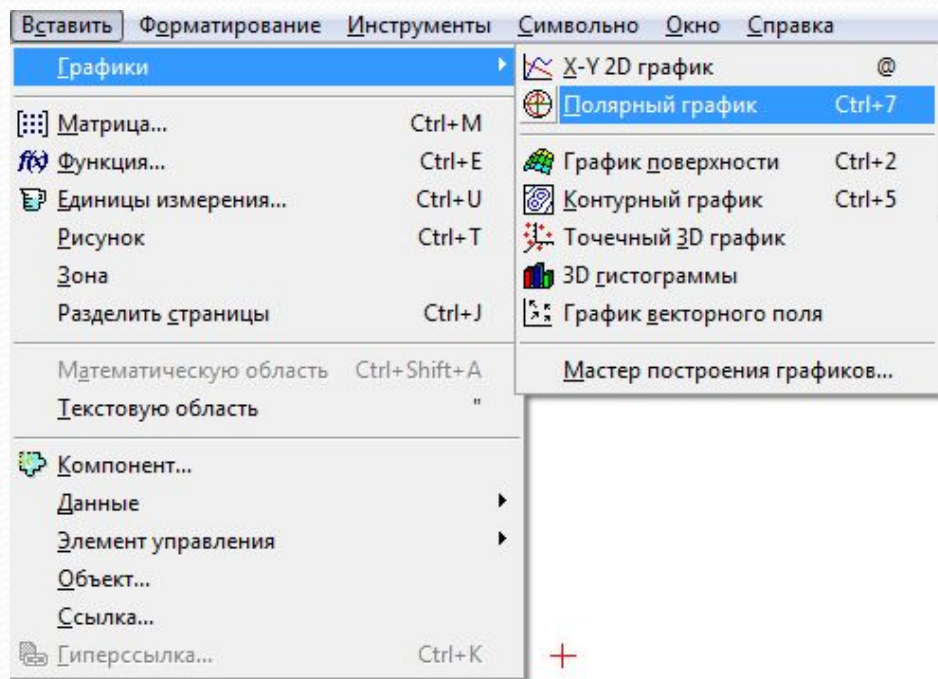 Вставить Форматирование Инструменты Символьно Окно Справка
Графики
Матрица... Ctrl+M
f(x) Функция... Ctrl+E
Единицы измерения... Ctrl+U
Рисунок Ctrl+T
Зона
Разделить страницы Ctrl+J
Математическую область Ctrl+Shift+A
Текстовую область "
Компонент...
Данные
Элемент управления
Объект...
Ссылка...
Гиперссылка... Ctrl+K
X-Y 2D график @
Полярный график Ctrl+7
График поверхности Ctrl+2
Контурный график Ctrl+5
Точечный 3D график
3D гистограммы
График векторного поля
Мастер построения графиков...